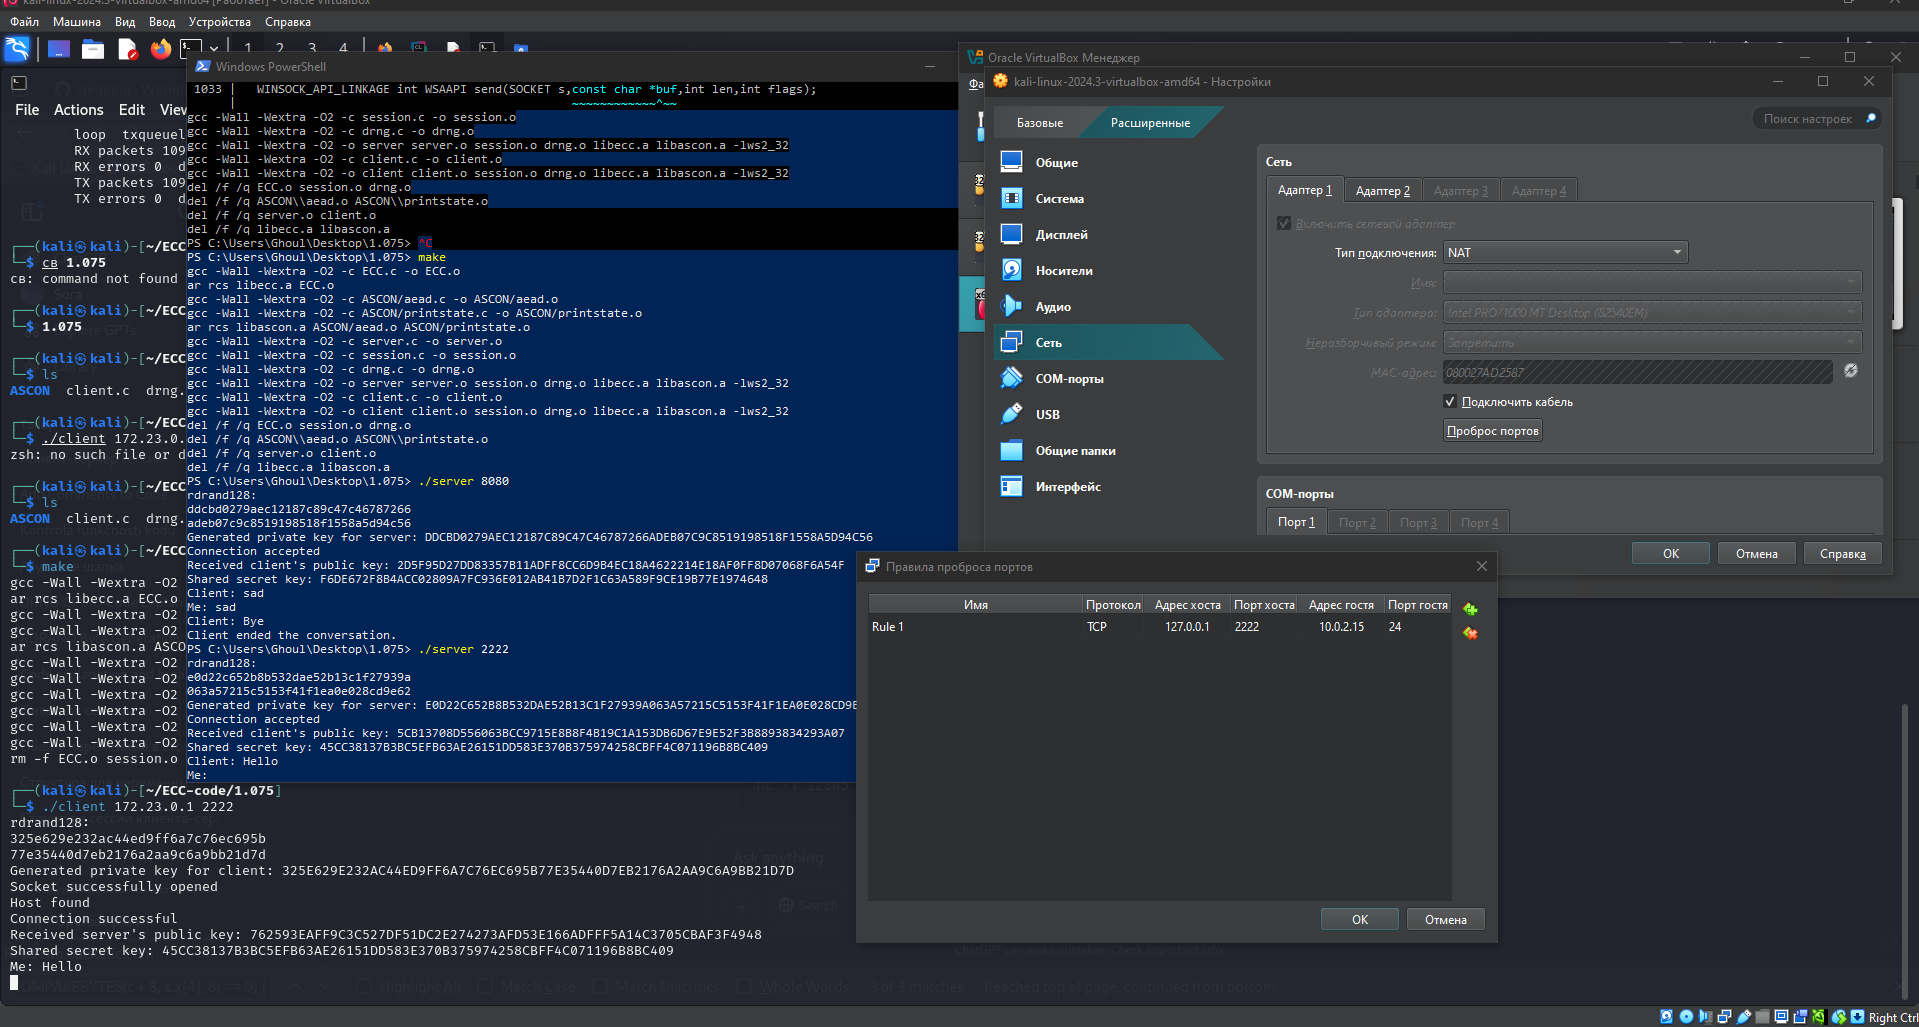 kali-linux-2024.3-virtualbox-amd64 [Работает] - Oracle VirtualBox
Файл Машина Вид Ввод Устройства Справка
1 2 3 4
File Actions Edit View
loop txqueuel
RX packets 109
RX errors 0 d
TX packets 109
TX errors 0 d
(kali㉿kali)-[~/ECC
$ св 1.075
св: command not found
(kali㉿kali)-[~/ECC
$ 1.075
(kali㉿kali)-[~/ECC
$ ls
ASCON client.c drng.
(kali㉿kali)-[~/ECC
$ ./client 172.23.0.
zsh: no such file or d
(kali㉿kali)-[~/ECC
$ ls
ASCON client.c drng.
(kali㉿kali)-[~/ECC
$ make
gcc -Wall -Wextra -O2
ar rcs libecc.a ECC.o
gcc -Wall -Wextra -O2
gcc -Wall -Wextra -O2
ar rcs libascon.a ASCO
gcc -Wall -Wextra -O2
gcc -Wall -Wextra -O2
gcc -Wall -Wextra -O2
gcc -Wall -Wextra -O2
gcc -Wall -Wextra -O2
gcc -Wall -Wextra -O2
rm -f ECC.o session.o
(kali㉿kali)-[~/ECC-code/1.075]
$ ./client 172.23.0.1 2222
rdrand128:
325e629e232ac44ed9ff6a7c76ec695b
77e35440d7eb2176a2aa9c6a9bb21d7d
Generated private key for client: 325E629E232AC44ED9FF6A7C76EC695B77E35440D7EB2176A2AA9C6A9BB21D7D
Socket successfully opened
Host found
Connection successful
Received server's public key: 762593EAFF9C3C527DF51DC2E274273AFD53E166ADFFF5A14C3705CBAF3F4948
Shared secret key: 45CC38137B3BC5EFB63AE26151DD583E370B375974258CBFF4C071196B8BC409
Me: Hello
Windows PowerShell
1033 | WINSOCK_API_LINKAGE int WSAAPI send(SOCKET s,const char *buf,int len,int flags);
| ~~~~~~~~~~~~^~~
gcc -Wall -Wextra -O2 -c session.c -o session.o
gcc -Wall -Wextra -O2 -c drng.c -o drng.o
gcc -Wall -Wextra -O2 -o server server.o session.o drng.o libecc.a libascon.a -lws2_32
gcc -Wall -Wextra -O2 -c client.c -o client.o
gcc -Wall -Wextra -O2 -o client client.o session.o drng.o libecc.a libascon.a -lws2_32
del /f /q ECC.o session.o drng.o
del /f /q ASCON\\aead.o ASCON\\printstate.o
del /f /q server.o client.o
del /f /q libecc.a libascon.a
PS C:\Users\Ghoul\Desktop\1.075> ^C
PS C:\Users\Ghoul\Desktop\1.075> make
gcc -Wall -Wextra -O2 -c ECC.c -o ECC.o
ar rcs libecc.a ECC.o
gcc -Wall -Wextra -O2 -c ASCON/aead.c -o ASCON/aead.o
gcc -Wall -Wextra -O2 -c ASCON/printstate.c -o ASCON/printstate.o
ar rcs libascon.a ASCON/aead.o ASCON/printstate.o
gcc -Wall -Wextra -O2 -c server.c -o server.o
gcc -Wall -Wextra -O2 -c session.c -o session.o
gcc -Wall -Wextra -O2 -c drng.c -o drng.o
gcc -Wall -Wextra -O2 -o server server.o session.o drng.o libecc.a libascon.a -lws2_32
gcc -Wall -Wextra -O2 -c client.c -o client.o
gcc -Wall -Wextra -O2 -o client client.o session.o drng.o libecc.a libascon.a -lws2_32
del /f /q ECC.o session.o drng.o
del /f /q ASCON\\aead.o ASCON\\printstate.o
del /f /q server.o client.o
del /f /q libecc.a libascon.a
PS C:\Users\Ghoul\Desktop\1.075> ./server 8080
rdrand128:
ddcbd0279aec12187c89c47c46787266
adeb07c9c8519198518f1558a5d94c56
Generated private key for server: DDCBD0279AEC12187C89C47C46787266ADEB07C9C8519198518F1558A5D94C56
Connection accepted
Received client's public key: 2D5F95D27DD83357B11ADFF8CC6D9B4EC18A4622214E18AF0FF8D07068F6A54F
Shared secret key: F6DE672F8B4ACC02809A7FC936E012AB41B7D2F1C63A589F9CE19B77E1974648
Client: sad
Me: sad
Client: Bye
Client ended the conversation.
PS C:\Users\Ghoul\Desktop\1.075> ./server 2222
rdrand128:
e0d22c652b8b532dae52b13c1f27939a
063a57215c5153f41f1ea0e028cd9e62
Generated private key for server: E0D22C652B8B532DAE52B13C1F27939A063A57215C5153F41F1EA0E028CD9E
Connection accepted
Received client's public key: 5CB13708D556063BCC9715E8B8F4B19C1A153DB6D67E9E52F3B8893834293A07
Shared secret key: 45CC38137B3BC5EFB63AE26151DD583E370B375974258CBFF4C071196B8BC409
Client: Hello
Me:
Oracle VirtualBox Менеджер
Фа
kali-linux-2024.3-virtualbox-amd64 - Настройки
Базовые Расширенные
Поиск настроек
Общие
Система
Дисплей
Носители
Аудио
Сеть
COM-порты
USB
Общие папки
Интерфейс
Сеть
Адаптер 1 Адаптер 2 Адаптер 3 Адаптер 4
Включить сетевой адаптер
Тип подключения: NAT
Имя:
Тип адаптера: Intel PRO/1000 MT Desktop (82540EM)
Неразборчивый режим: Запретить
MAC-адрес: 080027AD2587
Подключить кабель
Проброс портов
COM-порты
Порт 1 Порт 2 Порт 3 Порт 4
OK Отмена Справка
Правила проброса портов
Имя Протокол Адрес хоста Порт хоста Адрес гостя Порт гостя
Rule 1 TCP 127.0.0.1 2222 10.0.2.15 24
OK Отмена
Ask anything
Search
Highlight All Match Case Match Diacritics Whole Words 3 of 3 matches Reached top of page, continued from bottom
Right Ctrl